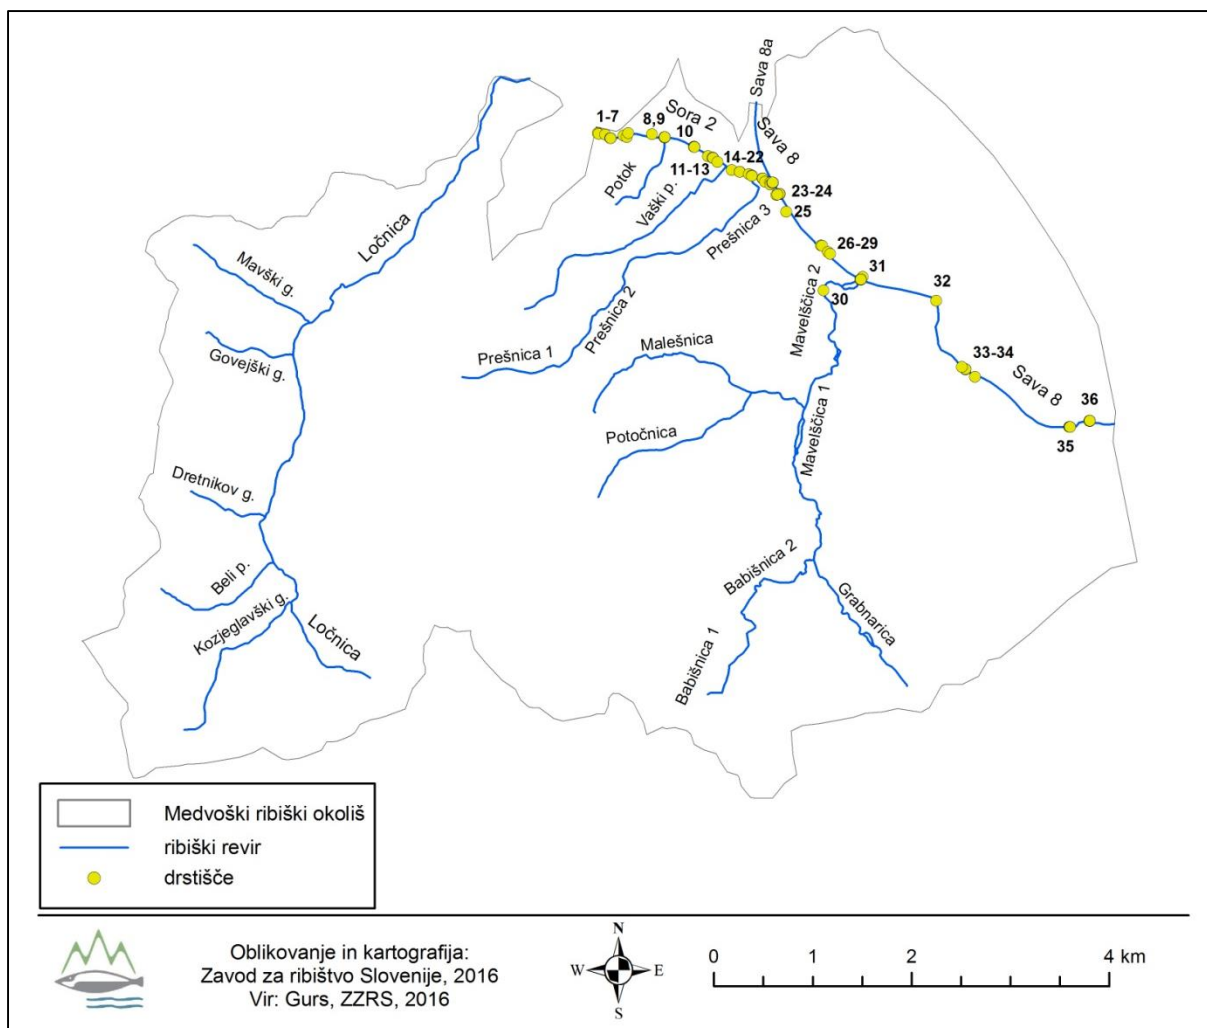 Sava 8a
1-7
8,9
Sora 2
10
Sava 8
11-13
14-22
Potok
Vaški p.
23-24
25
Prešnica 3
Ločnica
Mavški g.
26-29
31
32
30
Mavelščica 2
Prešnica 2
Prešnica 1
Malešnica
Govejški g.
33-34
Sava 8
36
35
Mavelščica 1
Potočnica
Dretnikov g.
Beli p.
Babišnica 2
Grabnarica
Kozjeglavški g.
Ločnica
Babišnica 1
Medvoški ribiški okoliš
ribiški revir
drstišče
Oblikovanje in kartografija:
Zavod za ribištvo Slovenije, 2016
Vir: Gurs, ZZRS, 2016
N
W
E
S
0 1 2 4 km